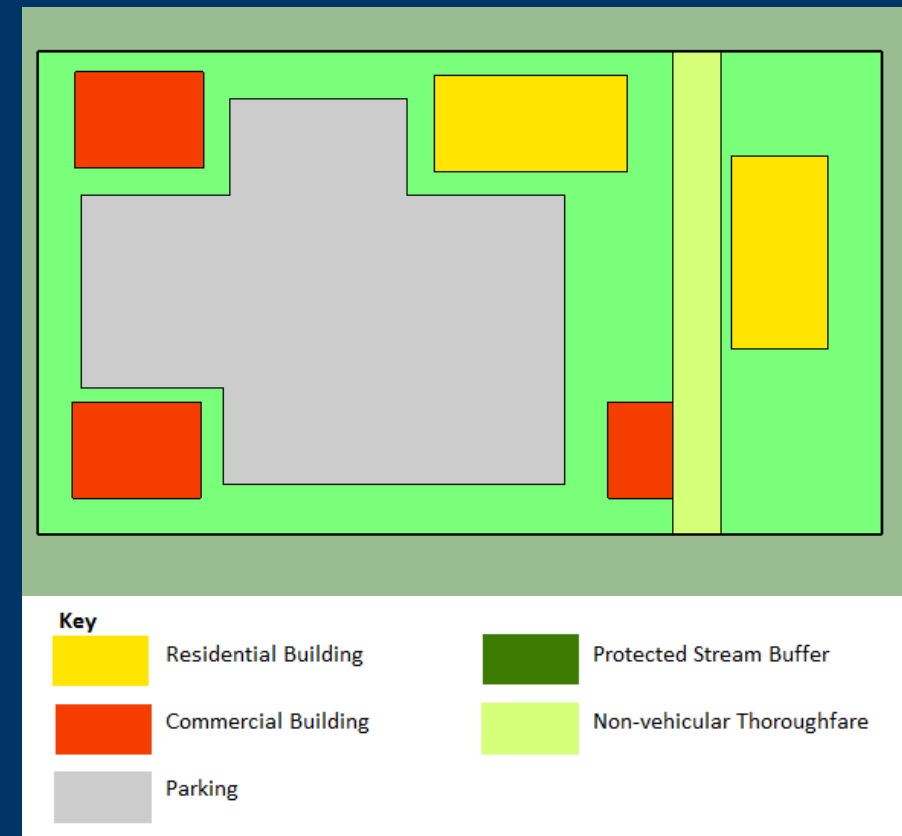 Key
Residential Building
Protected Stream Buffer
Commercial Building
Non-vehicular Thoroughfare
Parking